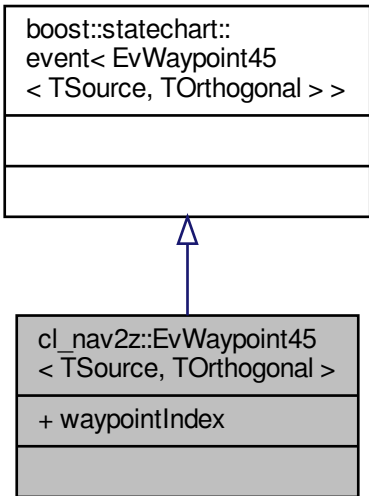 boost::statechart::
event< EvWaypoint45
< TSource, TOrthogonal > >
cl_nav2z::EvWaypoint45
< TSource, TOrthogonal >
+ waypointIndex